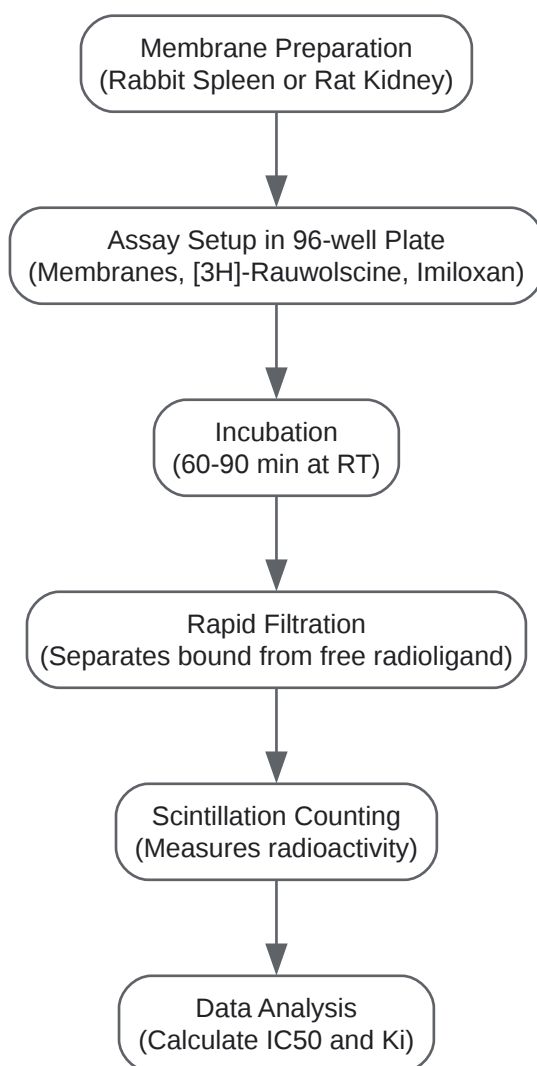 Membrane Preparation
(Rabbit Spleen or Rat Kidney)
Assay Setup in 96-well Plate
(Membranes, [3H]-Rauwolscine, Imiloxan)
Incubation
(60-90 min at RT)
Rapid Filtration
(Separates bound from free radioligand)
Scintillation Counting
(Measures radioactivity)
Data Analysis
(Calculate IC50 and Ki)